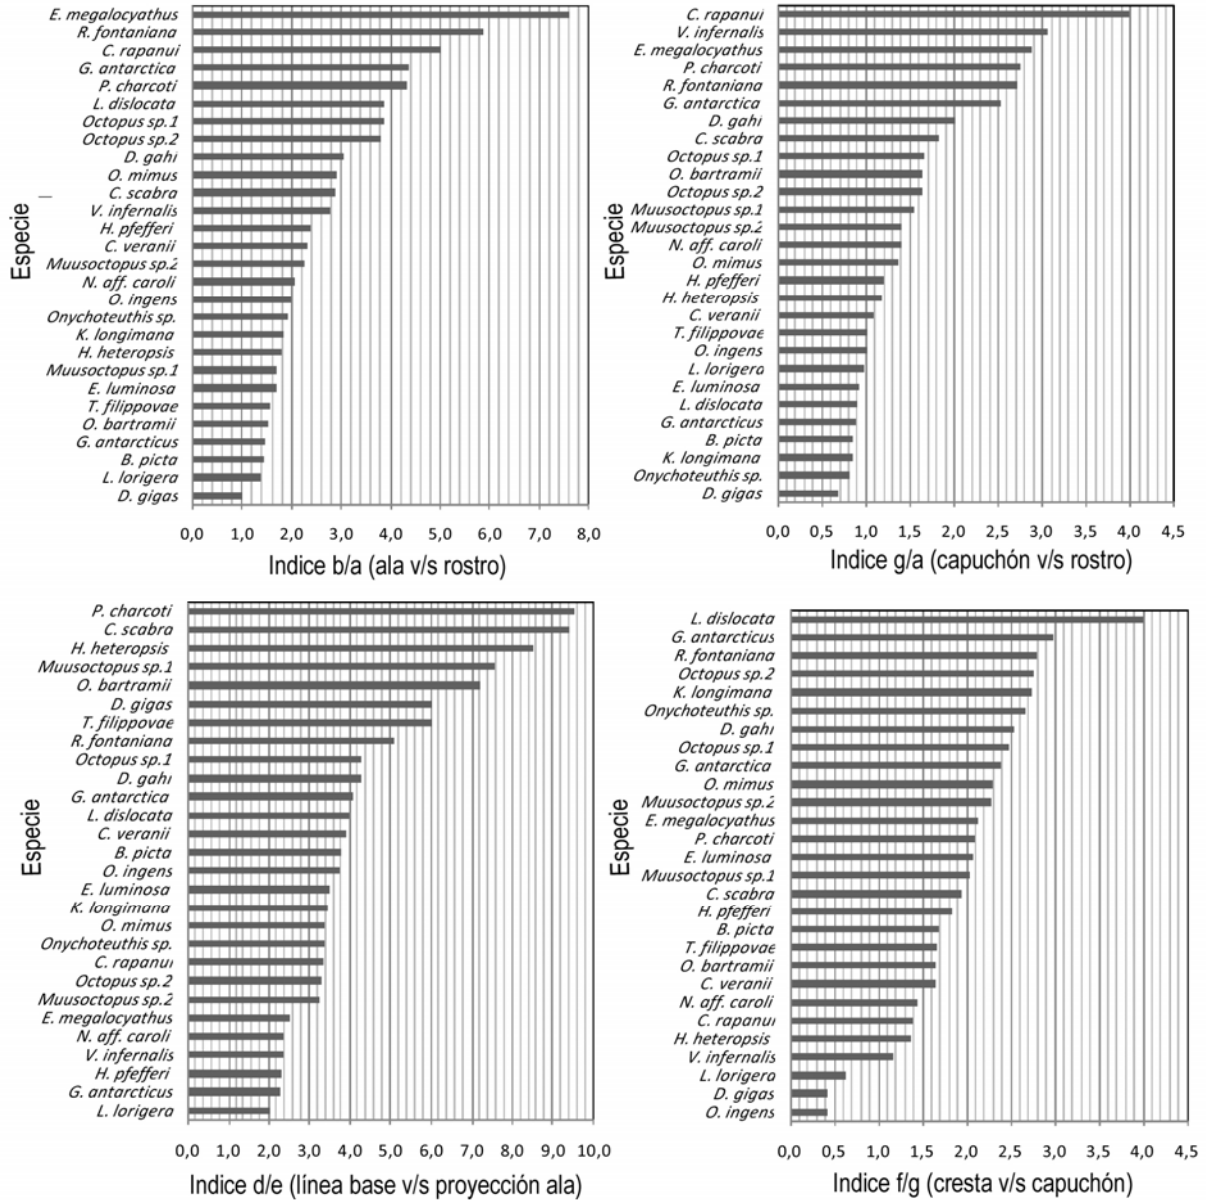 E. megalocyathus
R. fontaniana
C. rapanui
G. antarctica
P. charcoti
L. dislocata
Octopus sp.1
Octopus sp.2
D. gahi
O. mimus
C. scabra
V. infernalis
H. pfefferi
C. veranii
Muusoctopus sp.2
N. aff. caroli
O. ingens
Onychoteuthis sp.
K. longimana
H. heteropsis
Muusoctopus sp.1
E. luminosa
T. filippovae
O. bartramii
G. antarcticus
B. picta
L. lorigera
D. gigas
Especie
0,0 1,0 2,0 3,0 4,0 5,0 6,0 7,0 8,0
Indice b/a (ala v/s rostro)
C. rapanui
V. infernalis
E. megalocyathus
P. charcoti
R. fontaniana
G. antarctica
D. gahi
C. scabra
Octopus sp.1
O. bartramii
Octopus sp.2
Muusoctopus sp.1
Muusoctopus sp.2
N. aff. caroli
O. mimus
H. pfefferi
H. heteropsis
C. veranii
T. filippovae
O. ingens
L. lorigera
E. luminosa
L. dislocata
G. antarcticus
B. picta
K. longimana
Onychoteuthis sp.
D. gigas
Especie
0,0 0,5 1,0 1,5 2,0 2,5 3,0 3,5 4,0 4,5
Indice g/a (capuchón v/s rostro)
P. charcoti
C. scabra
H. heteropsis
Muusoctopus sp.1
O. bartramii
D. gigas
T. filippovae
R. fontaniana
Octopus sp.1
D. gahi
G. antarctica
L. dislocata
C. veranii
B. picta
O. ingens
E. luminosa
K. longimana
O. mimus
Onychoteuthis sp.
C. rapanui
Octopus sp.2
Muusoctopus sp.2
E. megalocyathus
N. aff. caroli
V. infernalis
H. pfefferi
G. antarcticus
L. lorigera
Especie
0,0 1,0 2,0 3,0 4,0 5,0 6,0 7,0 8,0 9,0 10,0
Indice d/e (línea base v/s proyección ala)
L. dislocata
G. antarcticus
R. fontaniana
Octopus sp.2
K. longimana
Onychoteuthis sp.
D. gahi
Octopus sp.1
G. antarctica
O. mimus
Muusoctopus sp.2
E. megalocyathus
P. charcoti
E. luminosa
Muusoctopus sp.1
C. scabra
H. pfefferi
B. picta
T. filippovae
O. bartramii
C. veranii
N. aff. caroli
C. rapanui
H. heteropsis
V. infernalis
L. lorigera
D. gigas
O. ingens
Especie
0,0 0,5 1,0 1,5 2,0 2,5 3,0 3,5 4,0 4,5
Indice f/g (cresta v/s capuchón)